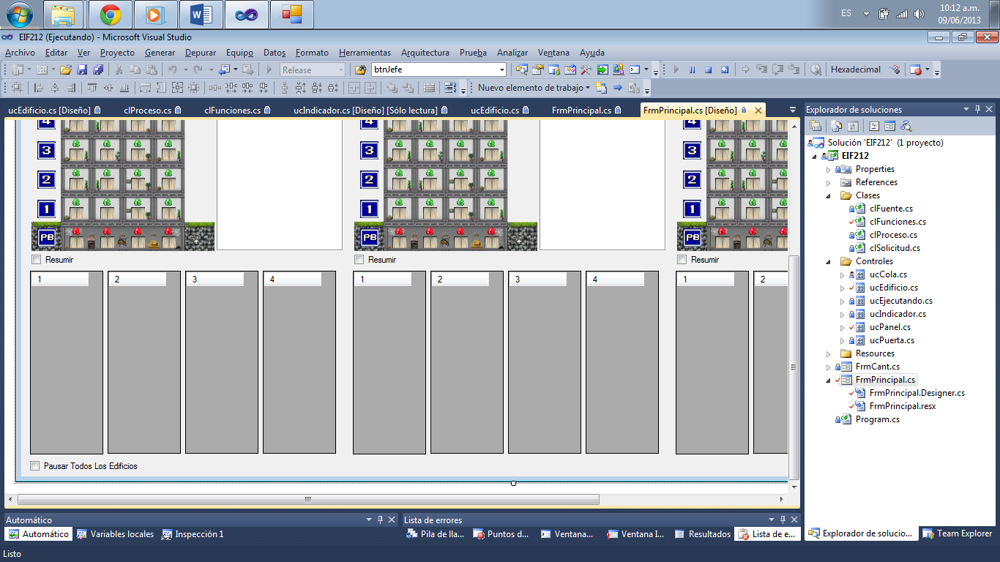 ES
10:12 a.m.
09/06/2013
EIF212 (Ejecutando) - Microsoft Visual Studio
Archivo Editar Ver Proyecto Generar Depurar Equipo Datos Formato Herramientas Arquitectura Prueba Analizar Ventana Ayuda
Release btnJefe Hexadecimal
Nuevo elemento de trabajo
ucEdificio.cs [Diseño] clProceso.cs clFunciones.cs ucIndicador.cs [Diseño] [Sólo lectura] ucEdificio.cs FrmPrincipal.cs FrmPrincipal.cs [Diseño]
4 4 4
3 3 3
2 2 2
1 1 1
PB PB PB
Resumir Resumir Resumir
1 2 3 4 1 2 3 4 1 2
Pausar Todos Los Edificios
Explorador de soluciones
Solución 'EIF212' (1 proyecto)
EIF212
Properties
References
Clases
clFuente.cs
clFunciones.cs
clProceso.cs
clSolicitud.cs
Controles
ucCola.cs
ucEdificio.cs
ucEjecutando.cs
ucIndicador.cs
ucPanel.cs
ucPuerta.cs
Resources
FrmCant.cs
FrmPrincipal.cs
FrmPrincipal.Designer.cs
FrmPrincipal.resx
Program.cs
Automático
Automático Variables locales Inspección 1
Lista de errores
Pila de lla... Puntos d... Ventana... Ventana I... Resultados Lista de e...
Explorador de solucio... Team Explorer
Listo